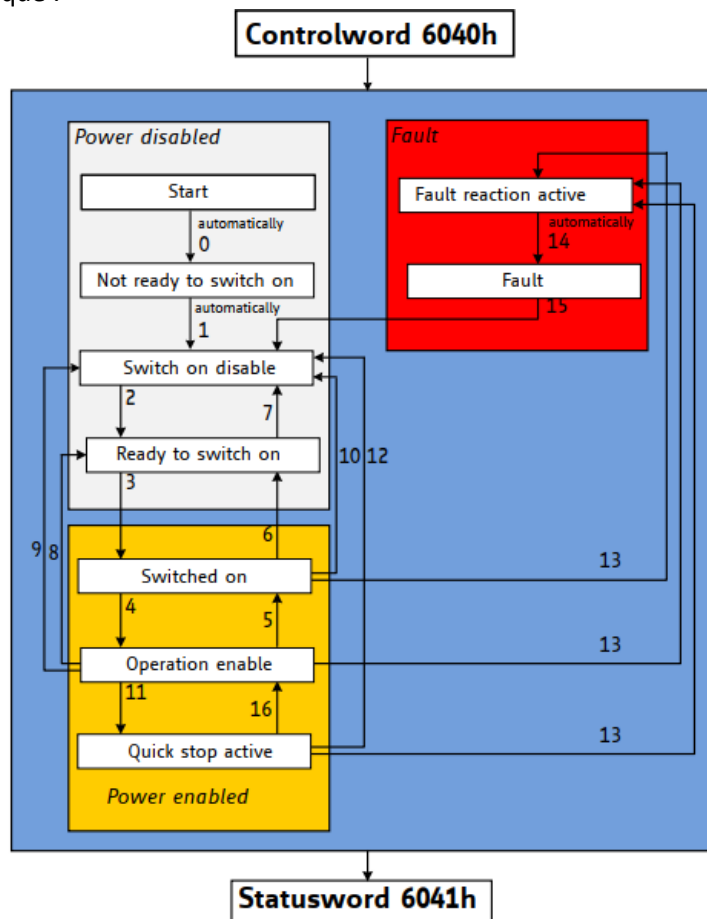 Controlword 6040h
Power disabled
Fault
Start
Fault reaction active
automatically
0
automatically
14
Not ready to switch on
Fault
automatically
1
15
Switch on disable
2
7
Ready to switch on
10
12
3
6
9
8
Switched on
13
4
5
Operation enable
13
11
16
Quick stop active
13
Power enabled
Statusword 6041h